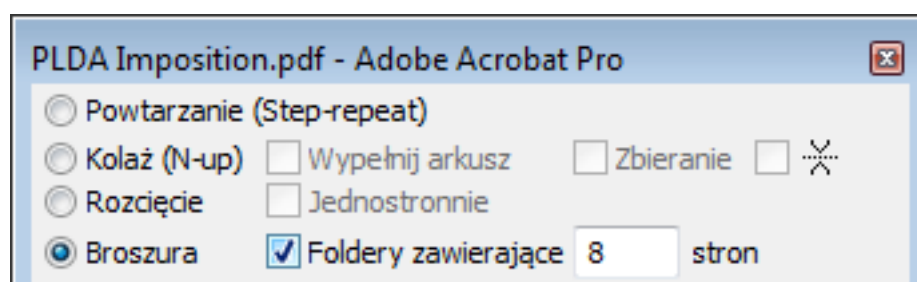 PLDA Imposition.pdf - Adobe Acrobat Pro
Powtarzanie (Step-repeat)
Kolaż (N-up) Wypełnij arkusz Zbieranie
Rozcięcie Jednostronnie
Broszura Foldery zawierające 8 stron